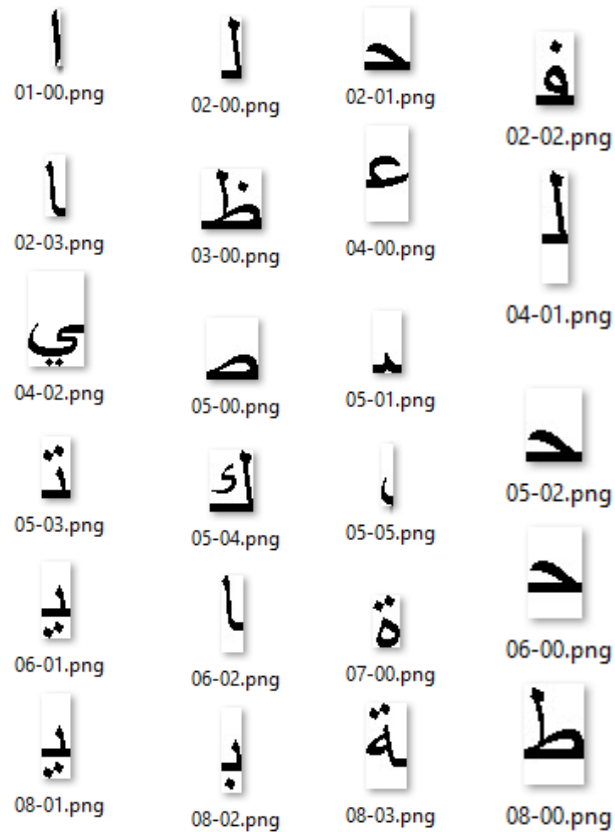 ا ل ح ف
01-00.png 02-00.png 02-01.png 02-02.png
ا ظ ع ل
02-03.png 03-00.png 04-00.png 04-01.png
ي ص ح
04-02.png 05-00.png 05-01.png 05-02.png
ت ك ح
05-03.png 05-04.png 05-05.png 06-00.png
ي ا ة ط
06-01.png 06-02.png 07-00.png 08-00.png
ي ب ة
08-01.png 08-02.png 08-03.png